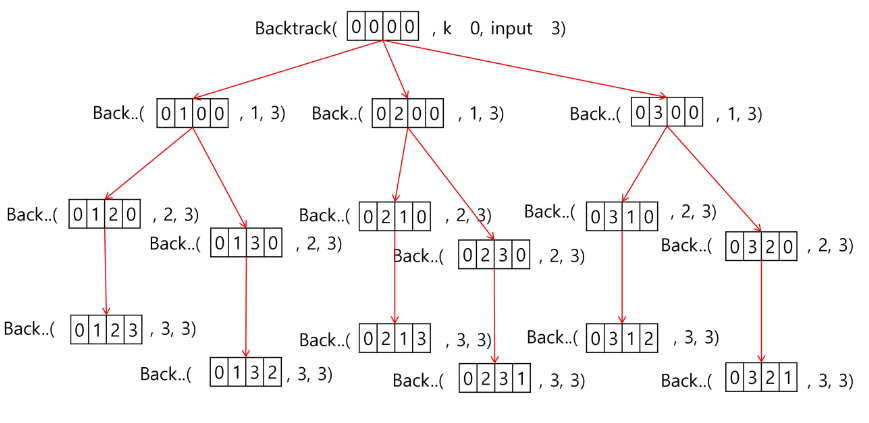 Backtrack( 0 0 0 0 , k 0, input 3)
Back..( 0 1 0 0 , 1, 3)
Back..( 0 2 0 0 , 1, 3)
Back..( 0 3 0 0 , 1, 3)
Back..( 0 1 2 0 , 2, 3)
Back..( 0 1 3 0 , 2, 3)
Back..( 0 2 1 0 , 2, 3)
Back..( 0 2 3 0 , 2, 3)
Back..( 0 3 1 0 , 2, 3)
Back..( 0 3 2 0 , 2, 3)
Back..( 0 1 2 3 , 3, 3)
Back..( 0 1 3 2 , 3, 3)
Back..( 0 2 1 3 , 3, 3)
Back..( 0 2 3 1 , 3, 3)
Back..( 0 3 1 2 , 3, 3)
Back..( 0 3 2 1 , 3, 3)